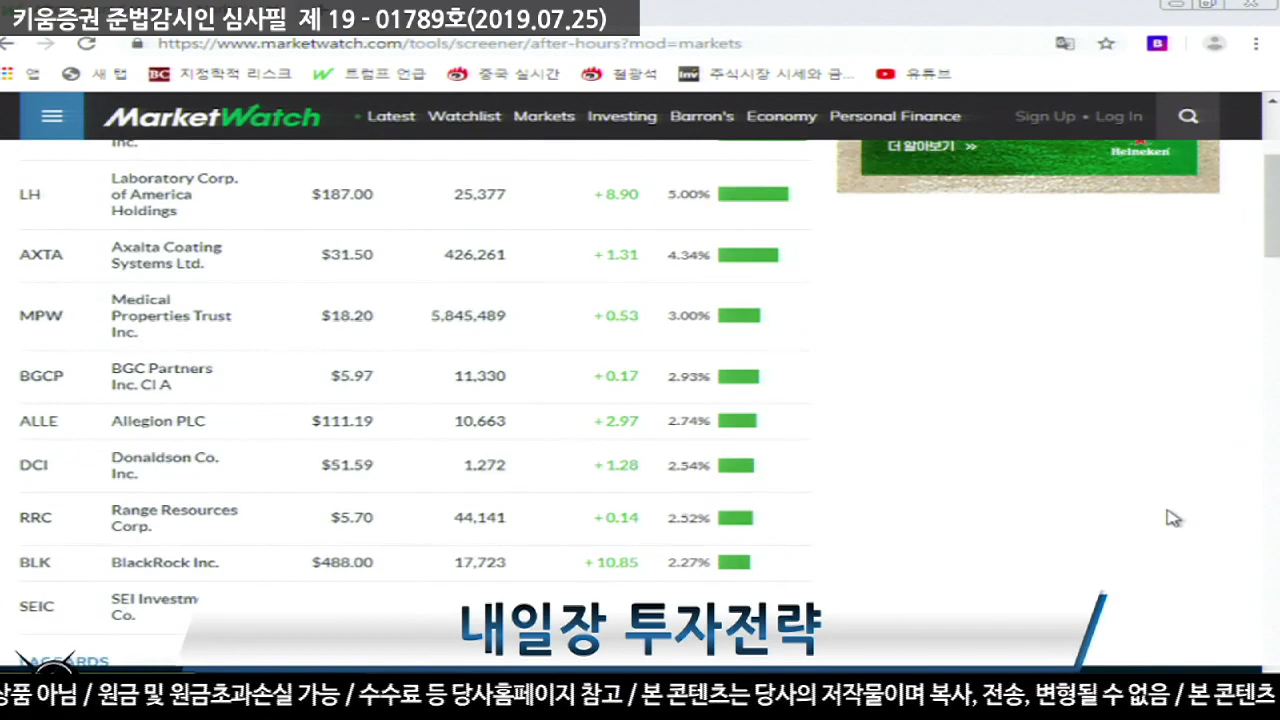 키움증권 준법감시인 심사필 제 19 - 01789호(2019.07.25)
https://www.marketwatch.com/tools/screener/after-hours?mod=markets
앱 새 탭 BC 지정학적 리스크 트럼프 언급 중국 실시간 철광석 Inv 주식시장 시세와 금... 유튜브
MarketWatch Latest Watchlist Markets Investing Barron's Economy Personal Finance Sign Up • Log In
Inc.
더 알아보기 »
Heineken
LH Laboratory Corp. of America Holdings $187.00 25,377 +8.90 5.00%
AXTA Axalta Coating Systems Ltd. $31.50 426,261 +1.31 4.34%
MPW Medical Properties Trust Inc. $18.20 5,845,489 +0.53 3.00%
BGCP BGC Partners Inc. Cl A $5.97 11,330 +0.17 2.93%
ALLE Allegion PLC $111.19 10,663 +2.97 2.74%
DCI Donaldson Co. Inc. $51.59 1,272 +1.28 2.54%
RRC Range Resources Corp. $5.70 44,141 +0.14 2.52%
BLK BlackRock Inc. $488.00 17,723 +10.85 2.27%
SEIC SEI Investm Co.
내일장 투자전략
상품 아님 / 원금 및 원금초과손실 가능 / 수수료 등 당사홈페이지 참고 / 본 콘텐츠는 당사의 저작물이며 복사, 전송, 변형될 수 없음 / 본 콘텐츠